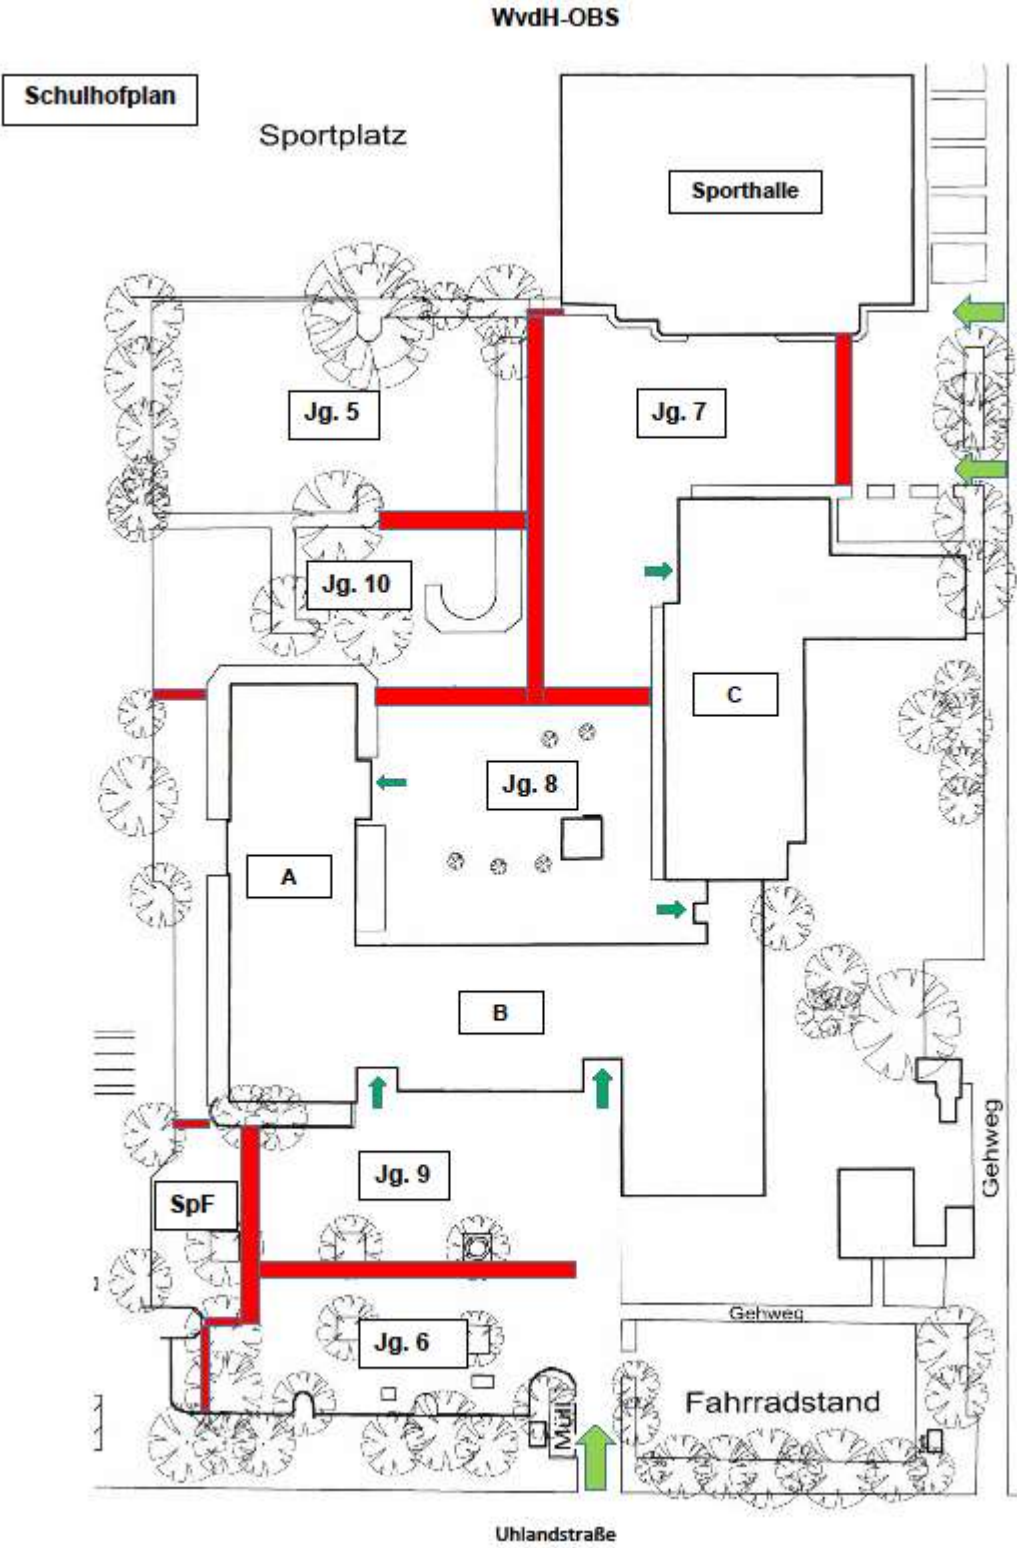 WvdH-OBS
Schulhofplan
Sportplatz
Sporthalle
Jg. 5
Jg. 7
Jg. 10
C
Jg. 8
A
B
Gehweg
Jg. 9
SpF
Gehweg
Jg. 6
Fahrradstand
Müll
Uhlandstraße